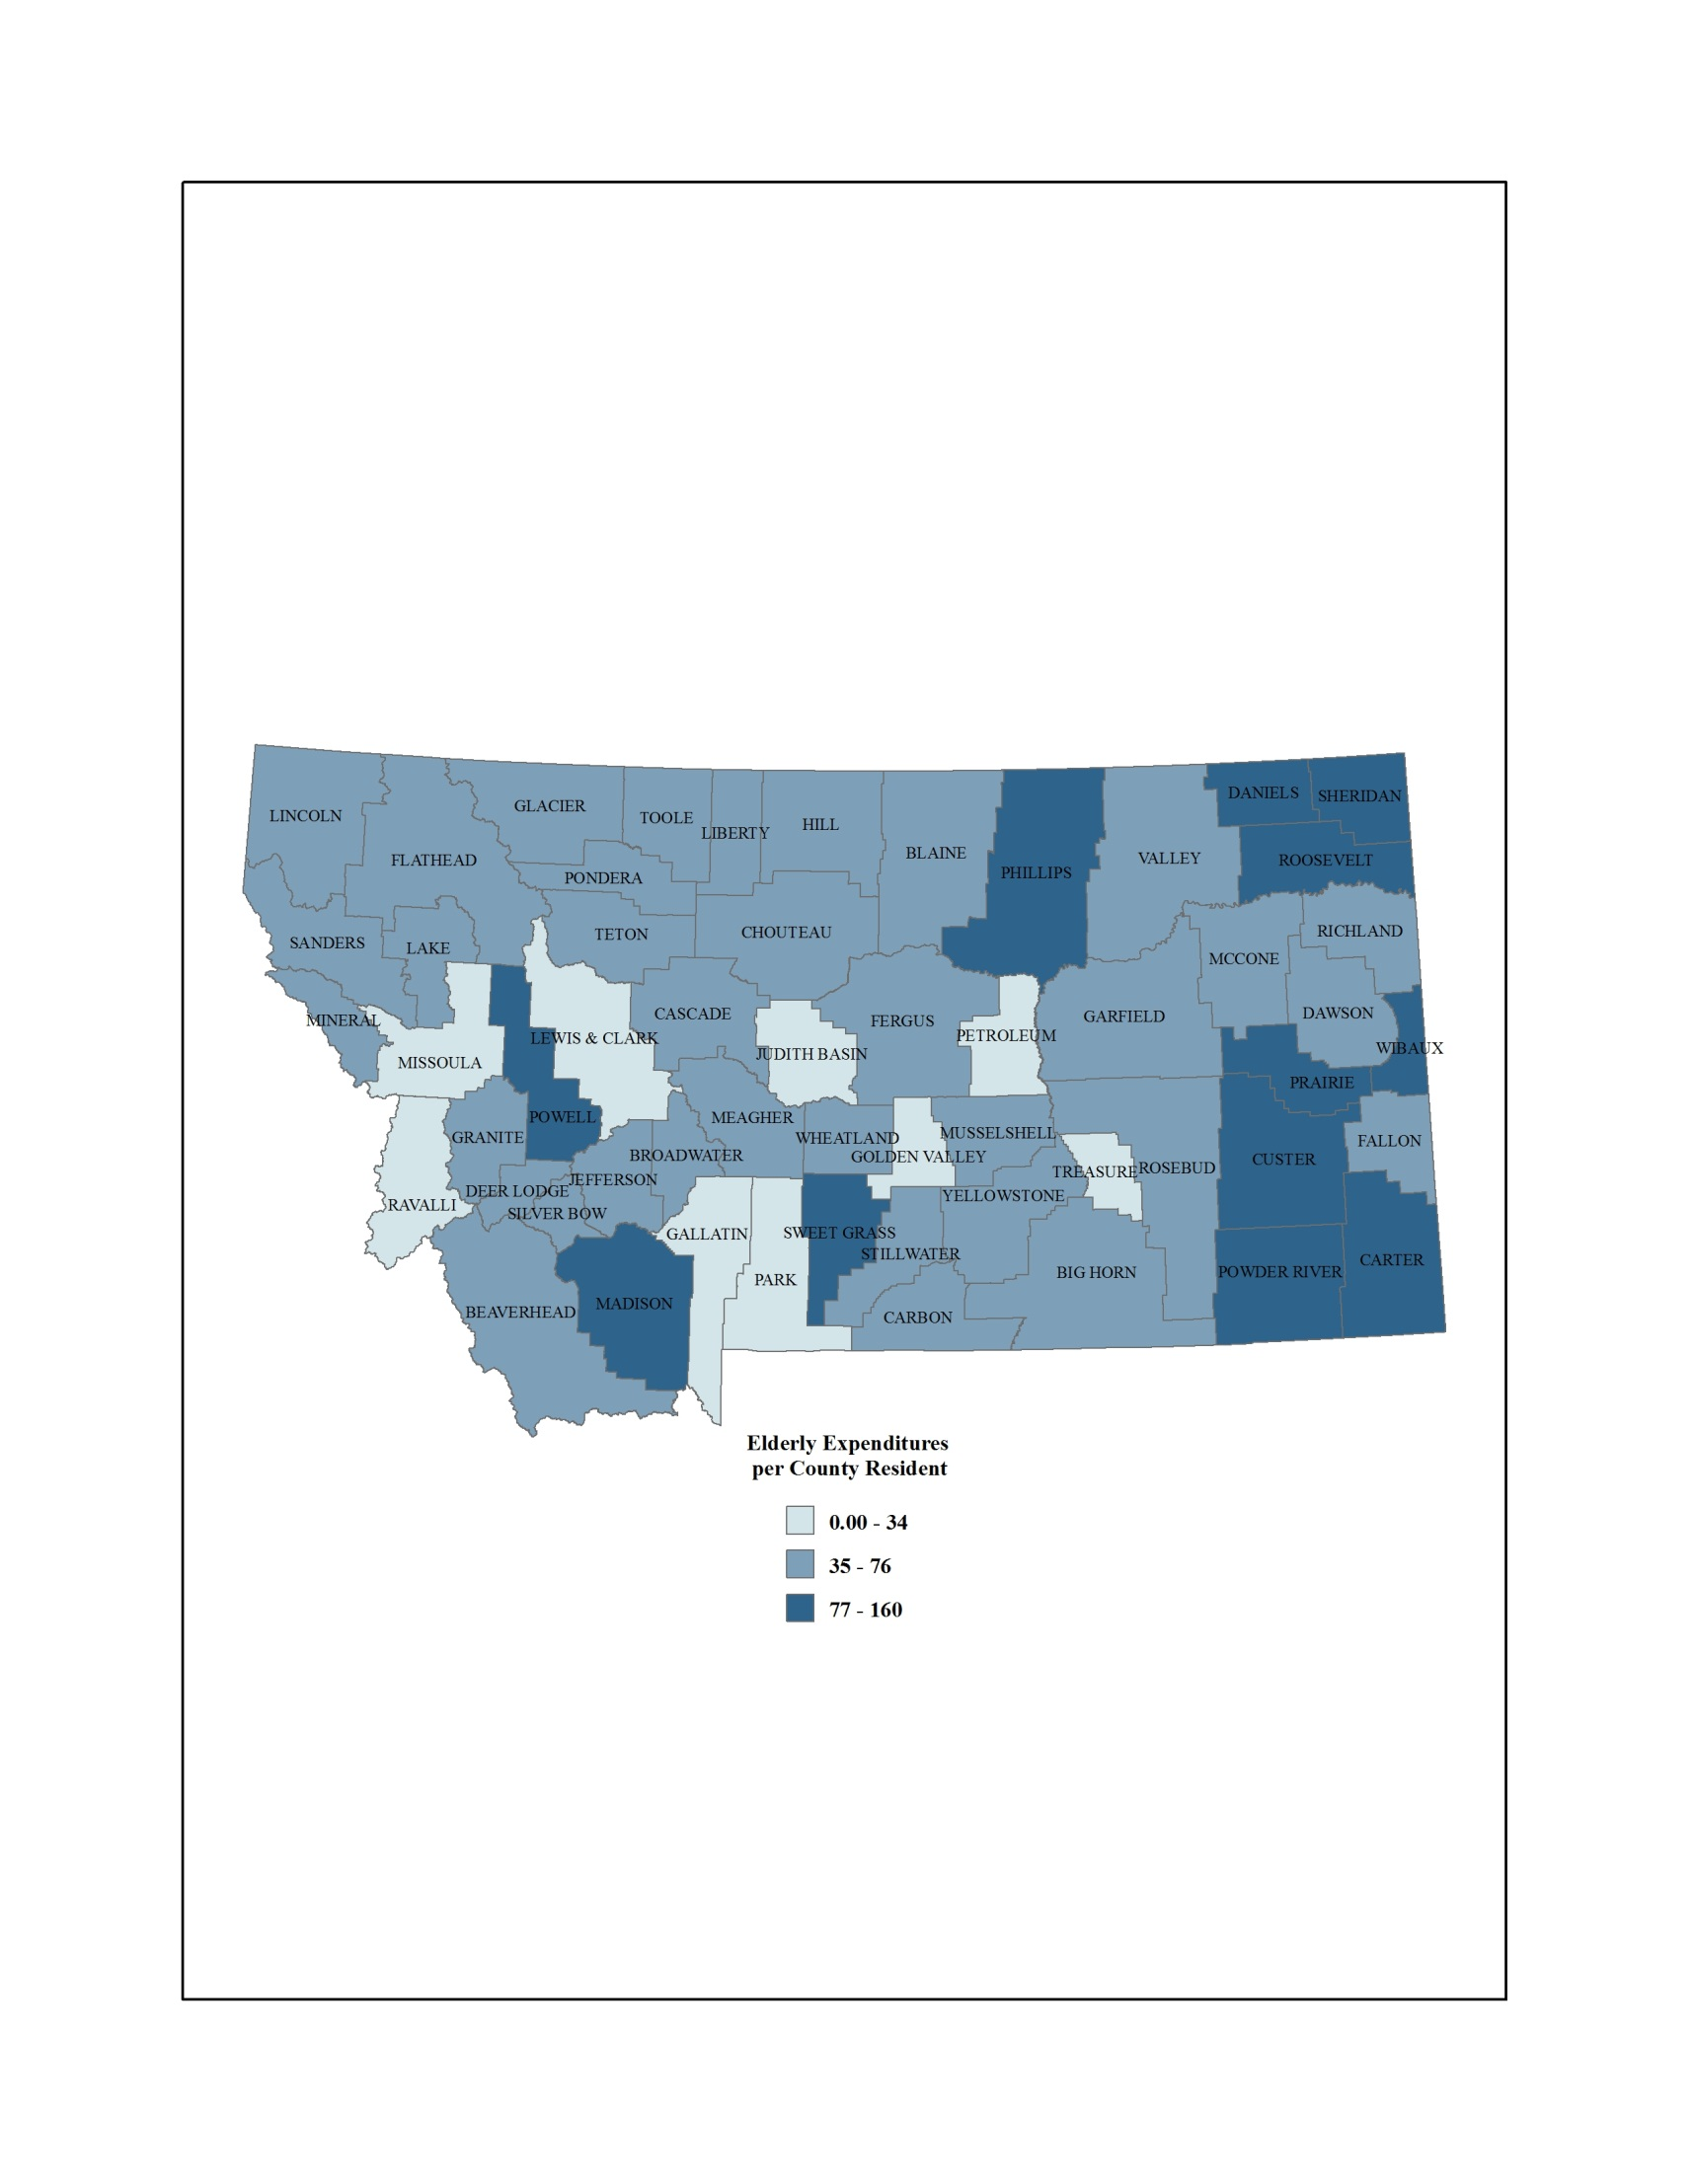 DANIELS
SHERIDAN
GLACIER
LINCOLN
TOOLE
HILL
LIBERTY
BLAINE
VALLEY
ROOSEVELT
FLATHEAD
PHILLIPS
PONDERA
RICHLAND
CHOUTEAU
TETON
SANDERS
LAKE
MCCONE
DAWSON
CASCADE
GARFIELD
MINERAL
FERGUS
PETROLEUM
LEWIS & CLARK
WIBAUX
JUDITH BASIN
MISSOULA
PRAIRIE
POWELL
MEAGHER
MUSSELSHELL
GRANITE
WHEATLAND
FALLON
BROADWATER
GOLDEN VALLEY
CUSTER
ROSEBUD
TREASURE
JEFFERSON
DEER LODGE
YELLOWSTONE
RAVALLI
SILVER BOW
SWEET GRASS
GALLATIN
STILLWATER
CARTER
POWDER RIVER
BIG HORN
PARK
MADISON
BEAVERHEAD
CARBON
Elderly Expenditures
per County Resident
0.00 - 34
35 - 76
77 - 160